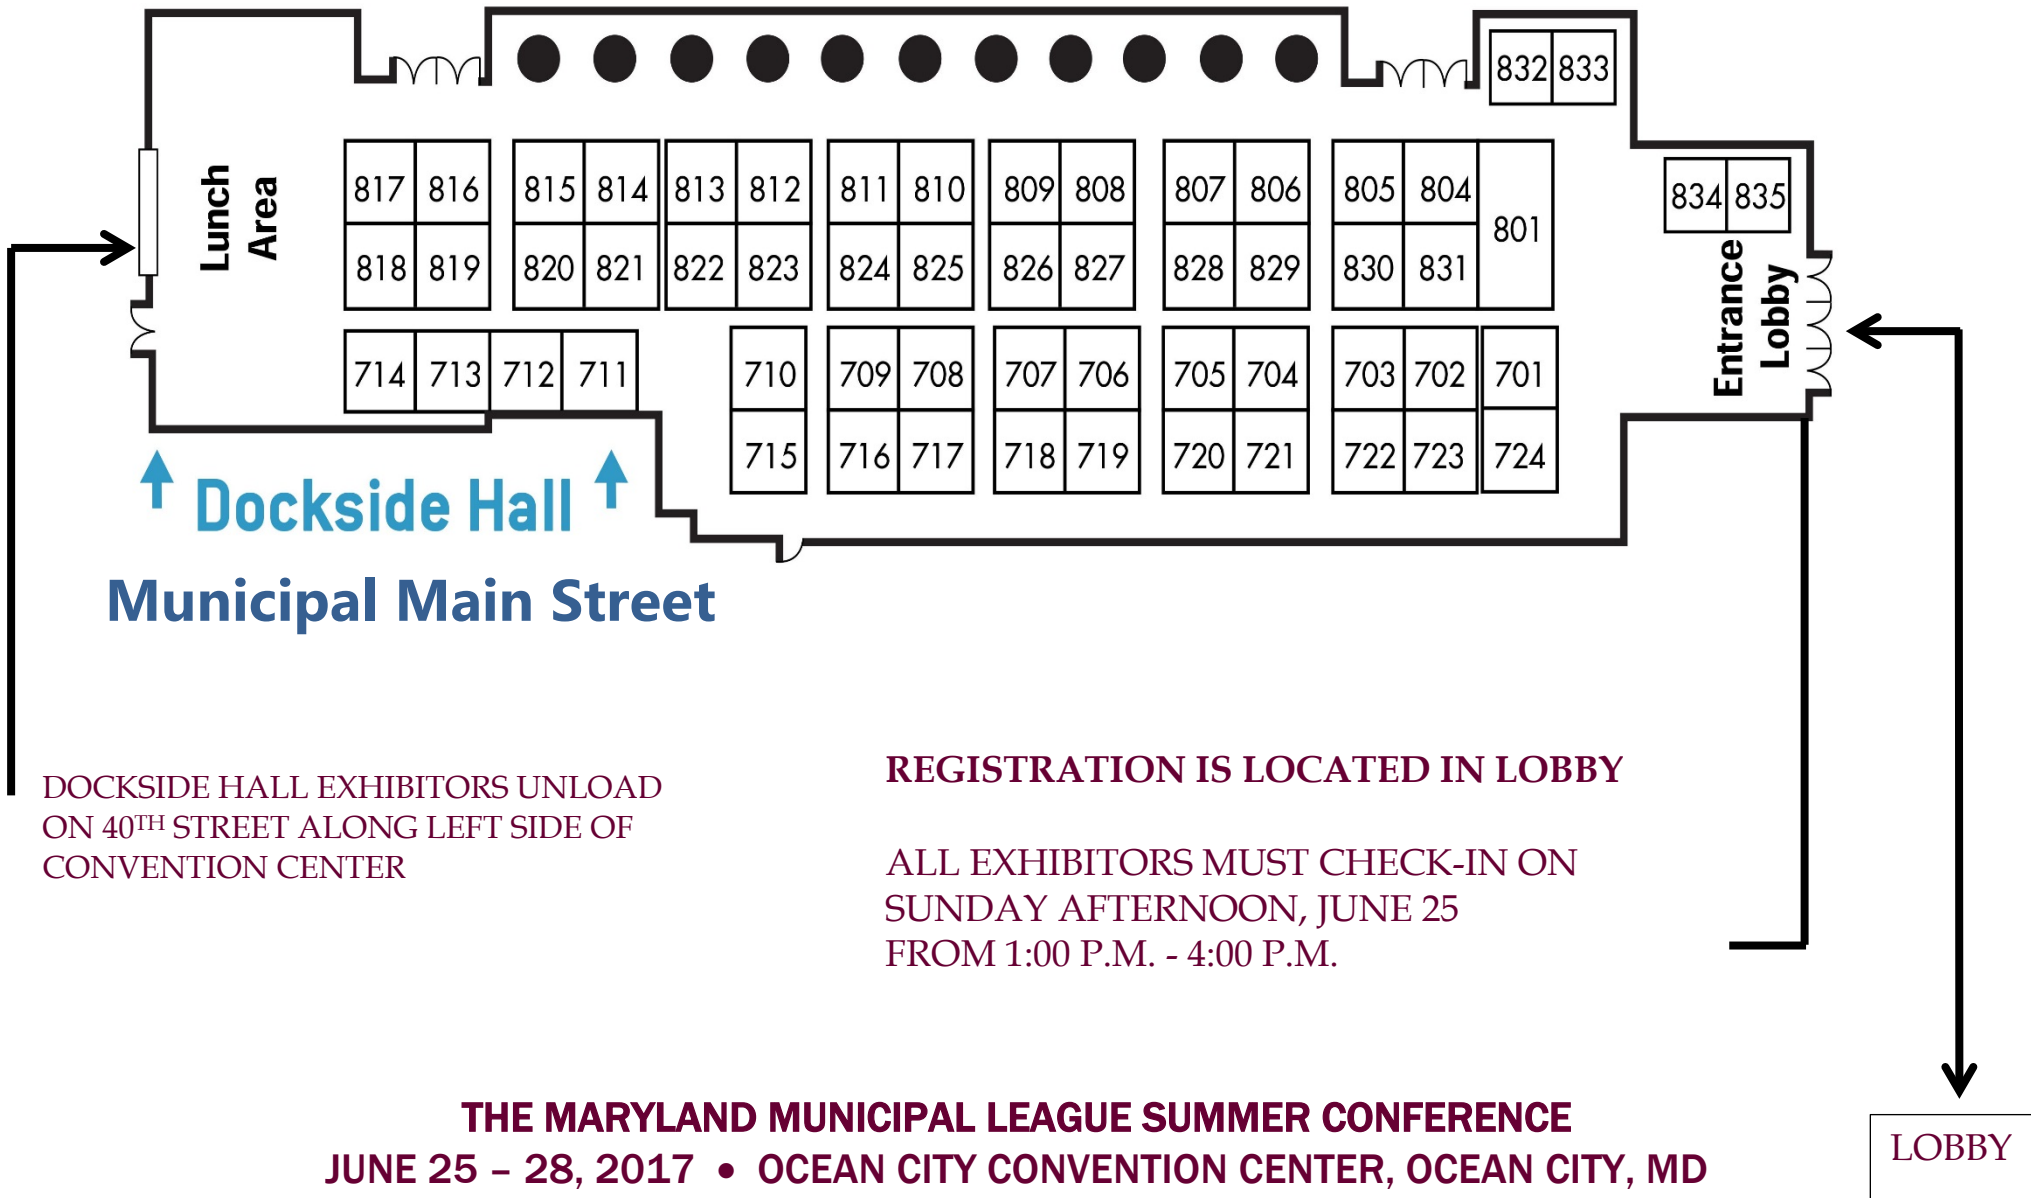 832 833
817 816 815 814 813 812 811 810 809 808 807 806 805 804 801
834 835
818 819 820 821 822 823 824 825 826 827 828 829 830 831
Lunch
Area
Entrance
Lobby
714 713 712 711 710 709 708 707 706 705 704 703 702 701
715 716 717 718 719 720 721 722 723 724
Dockside Hall
Municipal Main Street
DOCKSIDE HALL EXHIBITORS UNLOAD
ON 40TH STREET ALONG LEFT SIDE OF
CONVENTION CENTER
REGISTRATION IS LOCATED IN LOBBY
ALL EXHIBITORS MUST CHECK-IN ON
SUNDAY AFTERNOON, JUNE 25
FROM 1:00 P.M. - 4:00 P.M.
THE MARYLAND MUNICIPAL LEAGUE SUMMER CONFERENCE
JUNE 25 – 28, 2017 • OCEAN CITY CONVENTION CENTER, OCEAN CITY, MD
LOBBY